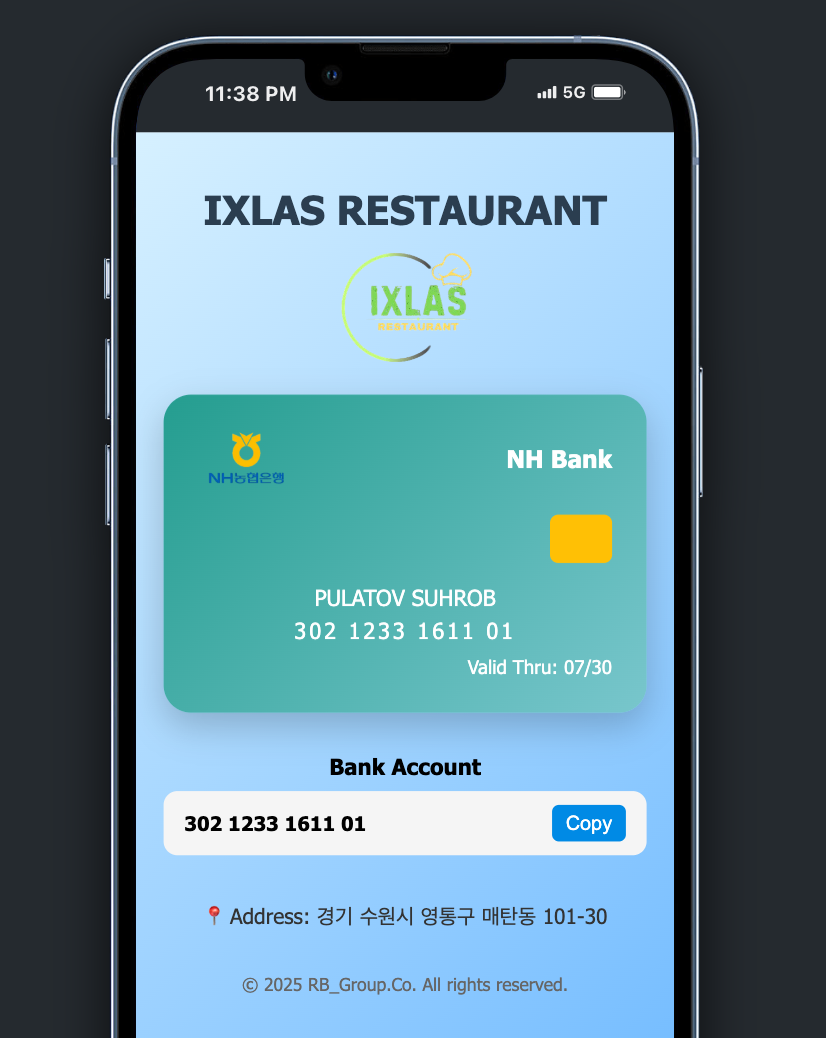 11:38 PM 5G
IXLAS RESTAURANT
IXLAS
RESTAURANT
NH농협은행
NH Bank
PULATOV SUHROB
302 1233 1611 01
Valid Thru: 07/30
Bank Account
302 1233 1611 01 Copy
📍 Address: 경기 수원시 영통구 매탄동 101-30
© 2025 RB_Group.Co. All rights reserved.